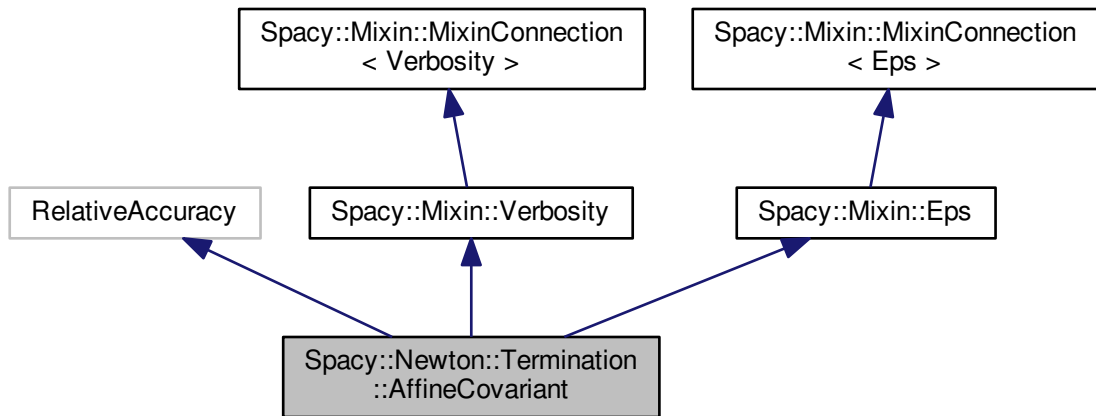 Spacy::Mixin::MixinConnection
< Verbosity >
Spacy::Mixin::MixinConnection
< Eps >
RelativeAccuracy
Spacy::Mixin::Verbosity
Spacy::Mixin::Eps
Spacy::Newton::Termination
::AffineCovariant